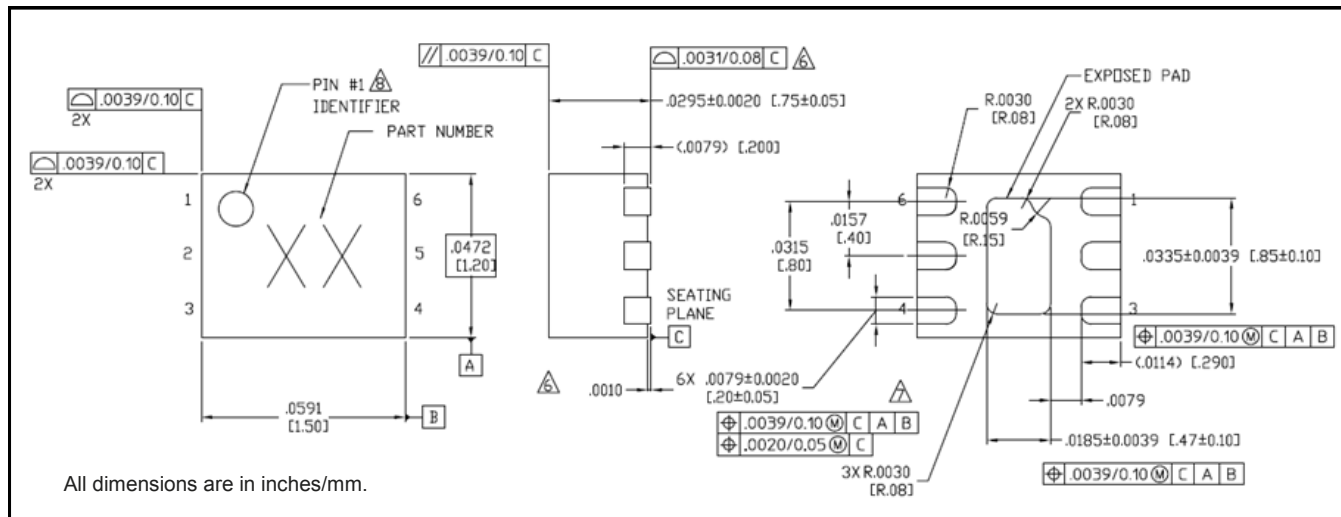 // .0039/0.10 C
⌓ .0031/0.08 C 6
PIN #1 8
IDENTIFIER
⌓ .0039/0.10 C
2X
PART NUMBER
⌓ .0039/0.10 C
2X
1
2
3
6
5
4
XX
.0472
[1.20]
A
.0591
[1.50]
B
.0295±0.0020 [.75±0.05]
(.0079) [.200]
SEATING
PLANE
C
6
.0010
EXPOSED PAD
R.0030
[R.08]
2X R.0030
[R.08]
6
1
.0157
[.40]
R.0059
[R.15]
.0315
[.80]
.0335±0.0039 [.85±0.10]
4
3
⌖ .0039/0.10 Ⓜ C A B
(.0114) [.290]
6X .0079±0.0020
[.20±0.05]
7
.0079
⌖ .0039/0.10 Ⓜ C A B
⌖ .0020/0.05 Ⓜ C
.0185±0.0039 [.47±0.10]
3X R.0030
[R.08]
⌖ .0039/0.10 Ⓜ C A B
All dimensions are in inches/mm.